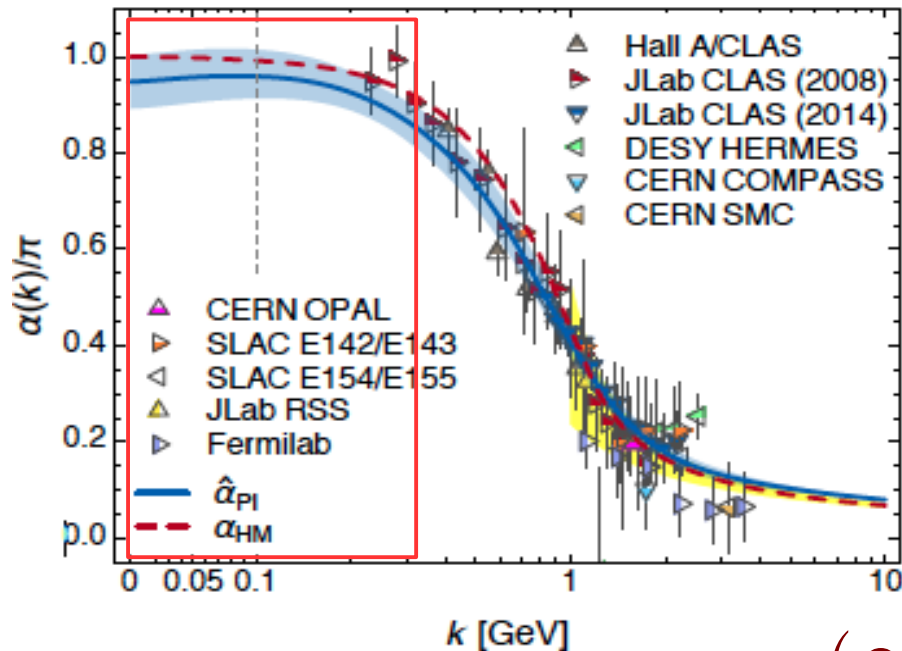 1.0
0.8
0.6
0.4
0.2
0.0
α(k)/π
Hall A/CLAS
JLab CLAS (2008)
JLab CLAS (2014)
DESY HERMES
CERN COMPASS
CERN SMC
CERN OPAL
SLAC E142/E143
SLAC E154/E155
JLab RSS
Fermilab
α̂PI
αHM
0 0.05 0.1 1 10
k [GeV]